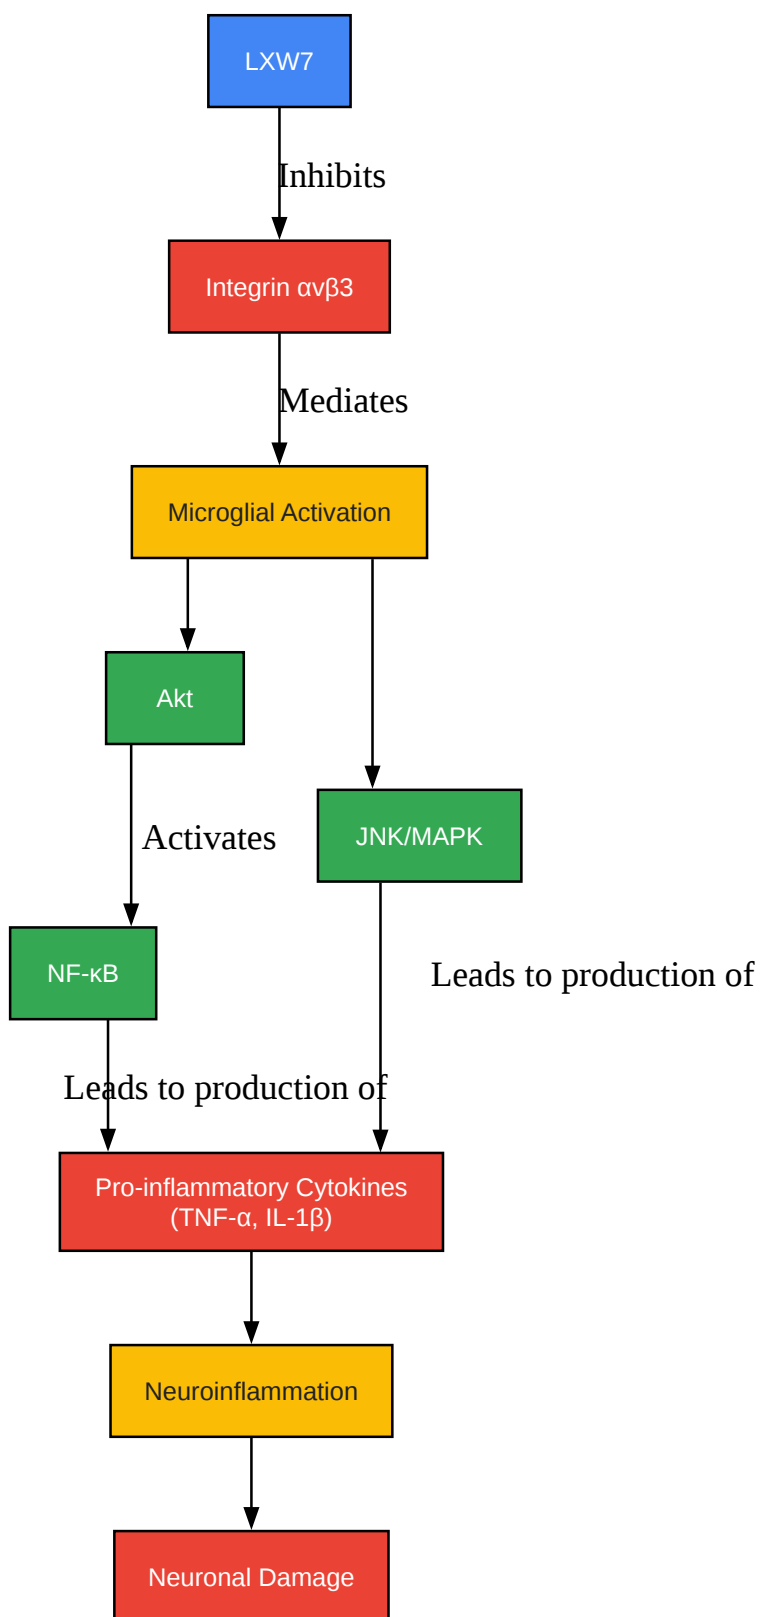 LXW7
Inhibits
Integrin αvβ3
Mediates
Microglial Activation
Akt
Activates
JNK/MAPK
NF-κB
Leads to production of
Leads to production of
Pro-inflammatory Cytokines
(TNF-α, IL-1β)
Neuroinflammation
Neuronal Damage